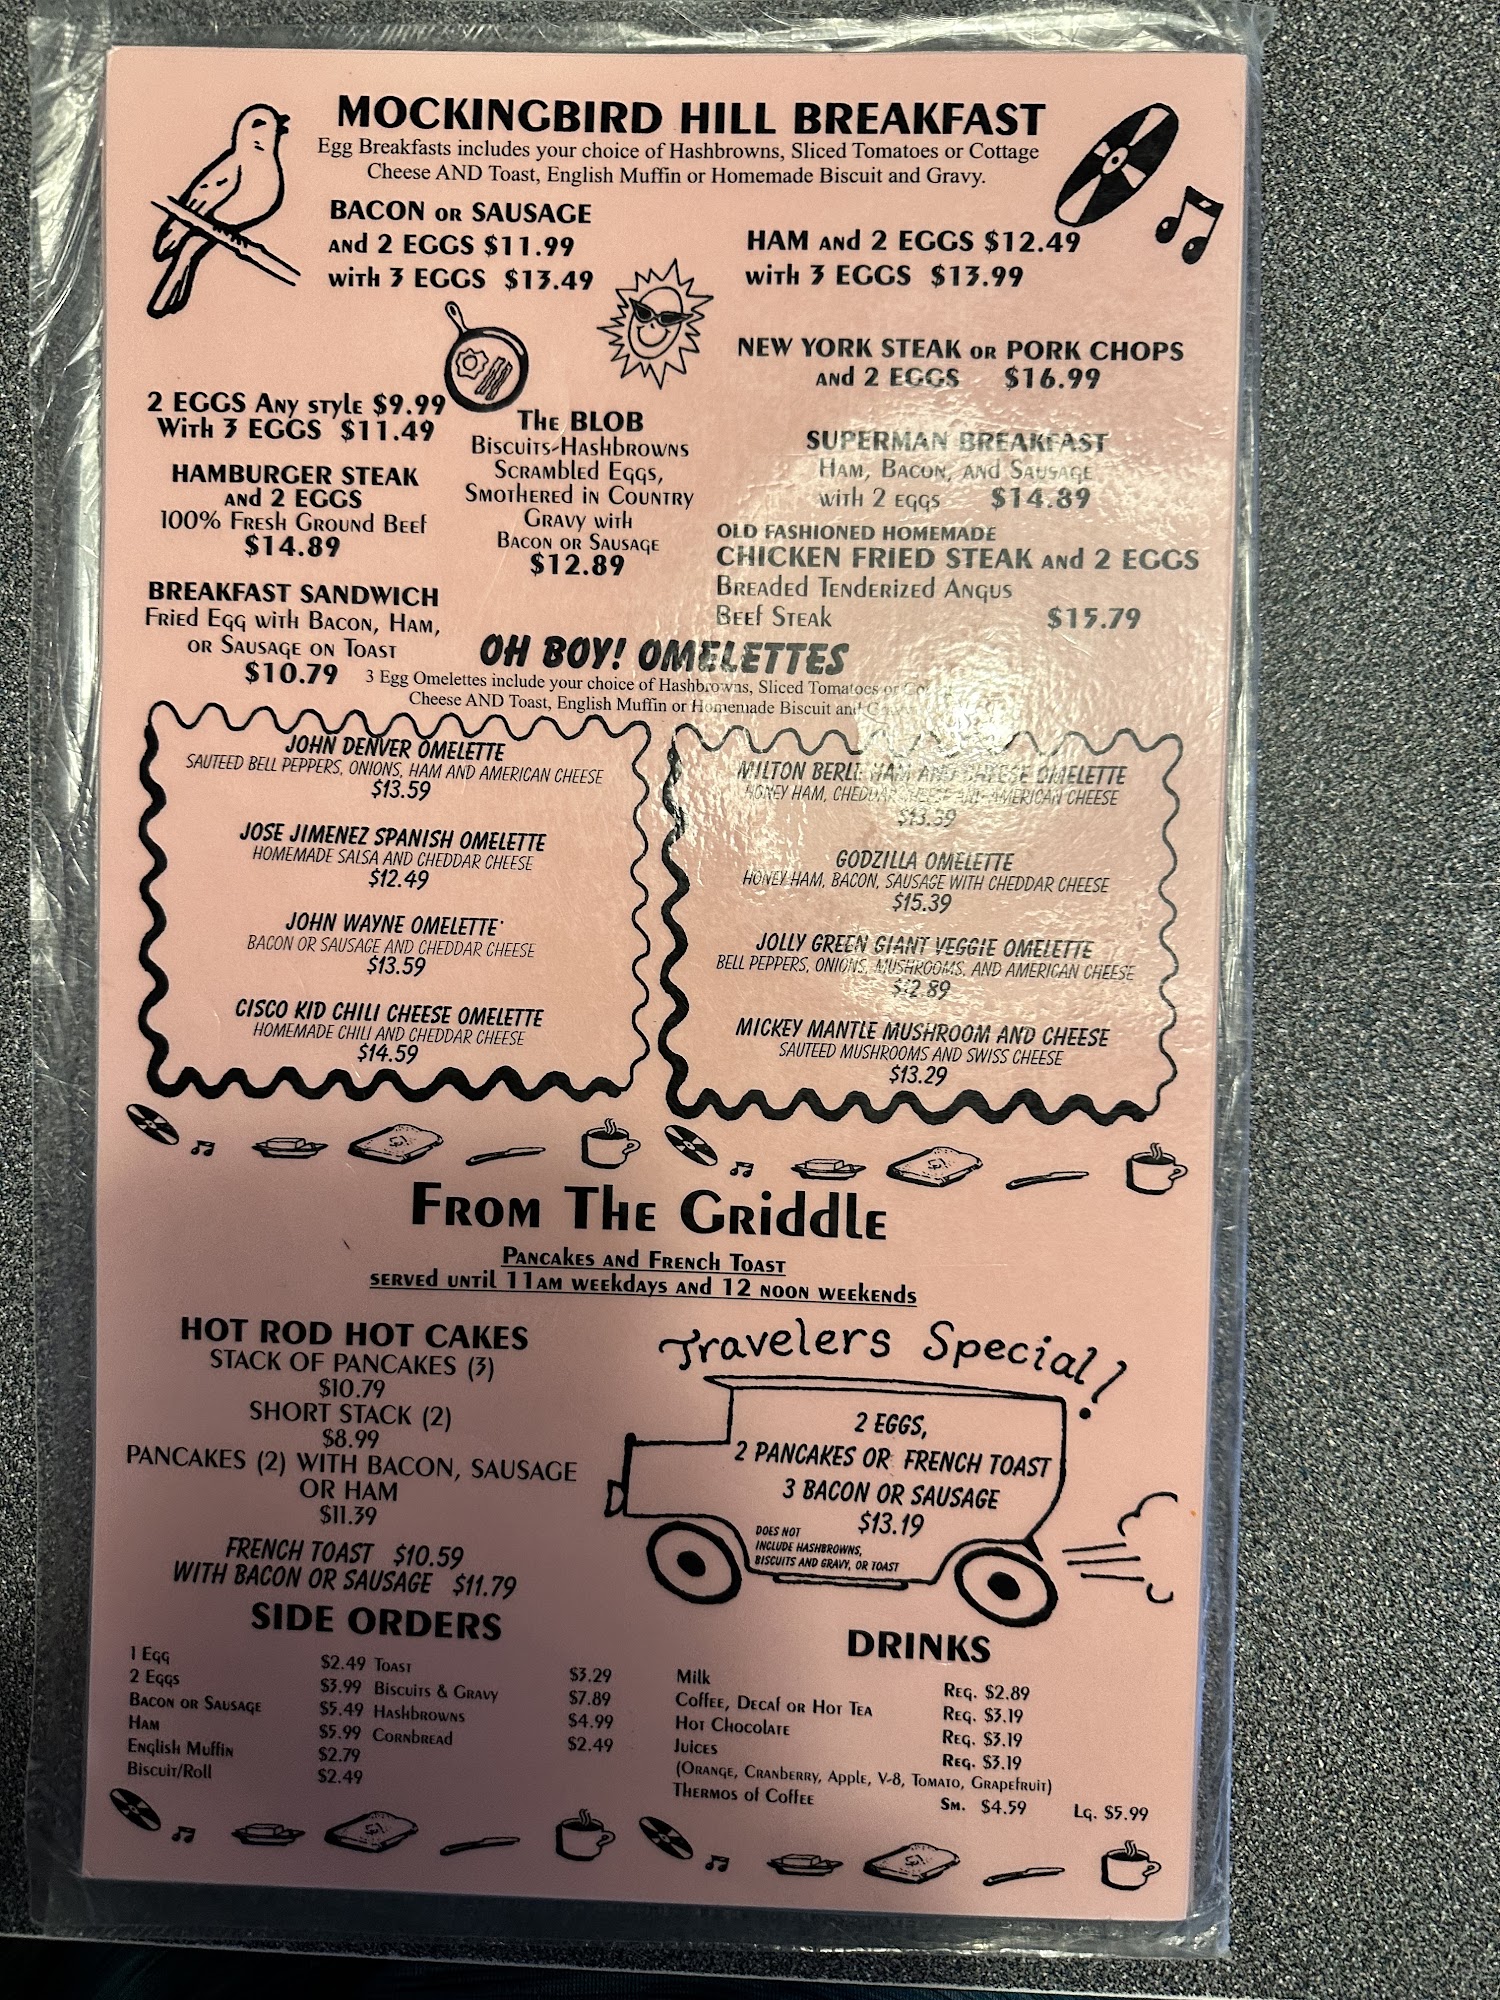 MOCKINGBIRD HILL BREAKFAST
Egg Breakfasts includes your choice of Hashbrowns, Sliced Tomatoes or Cottage
Cheese AND Toast, English Muffin or Homemade Biscuit and Gravy.
BACON OR SAUSAGE
AND 2 EGGS $11.99
WITH 3 EGGS $13.49
HAM AND 2 EGGS $12.49
WITH 3 EGGS $13.99
NEW YORK STEAK OR PORK CHOPS
AND 2 EGGS $16.99
2 EGGS ANY STYLE $9.99
WITH 3 EGGS $11.49
HAMBURGER STEAK
AND 2 EGGS
100% FRESH GROUND BEEF
$14.89
BREAKFAST SANDWICH
FRIED EGG WITH BACON, HAM,
OR SAUSAGE ON TOAST
$10.79
THE BLOB
BISCUITS-HASHBROWNS
SCRAMBLED EGGS,
SMOTHERED IN COUNTRY
GRAVY WITH
BACON OR SAUSAGE
$12.89
SUPERMAN BREAKFAST
HAM, BACON, AND SAUSAGE
WITH 2 EGGS $14.89
OLD FASHIONED HOMEMADE
CHICKEN FRIED STEAK AND 2 EGGS
BREADED TENDERIZED ANGUS
BEEF STEAK $15.79
OH BOY! OMELETTES
3 Egg Omelettes include your choice of Hashbrowns, Sliced Tomatoes or
Cheese AND Toast, English Muffin or Homemade Biscuit and
JOHN DENVER OMELETTE
SAUTEED BELL PEPPERS, ONIONS, HAM AND AMERICAN CHEESE
$13.59
JOSE JIMENEZ SPANISH OMELETTE
HOMEMADE SALSA AND CHEDDAR CHEESE
$12.49
JOHN WAYNE OMELETTE
BACON OR SAUSAGE AND CHEDDAR CHEESE
$13.59
CISCO KID CHILI CHEESE OMELETTE
HOMEMADE CHILI AND CHEDDAR CHEESE
$14.59
MILTON BERLE HAM AND CHEESE OMELETTE
HONEY HAM, CHEDDAR CHEESE AND AMERICAN CHEESE
$13.59
GODZILLA OMELETTE
HONEY HAM, BACON, SAUSAGE WITH CHEDDAR CHEESE
$15.39
JOLLY GREEN GIANT VEGGIE OMELETTE
BELL PEPPERS, ONIONS, MUSHROOMS, AND AMERICAN CHEESE
$12.89
MICKEY MANTLE MUSHROOM AND CHEESE
SAUTEED MUSHROOMS AND SWISS CHEESE
$13.29
FROM THE GRIDDLE
PANCAKES AND FRENCH TOAST
SERVED UNTIL 11AM WEEKDAYS AND 12 NOON WEEKENDS
HOT ROD HOT CAKES
STACK OF PANCAKES (3)
$10.79
SHORT STACK (2)
$8.99
PANCAKES (2) WITH BACON, SAUSAGE
OR HAM
$11.39
FRENCH TOAST $10.59
WITH BACON OR SAUSAGE $11.79
Travelers Special!
2 EGGS,
2 PANCAKES OR FRENCH TOAST
3 BACON OR SAUSAGE
$13.19
DOES NOT
INCLUDE HASHBROWNS,
BISCUITS AND GRAVY, OR TOAST
SIDE ORDERS
1 EGG $2.49
2 EGGS $3.99
BACON OR SAUSAGE $5.49
HAM $5.99
ENGLISH MUFFIN $2.79
BISCUIT/ROLL $2.49
TOAST $3.29
BISCUITS & GRAVY $7.89
HASHBROWNS $4.99
CORNBREAD $2.49
DRINKS
MILK REG. $2.89
COFFEE, DECAF OR HOT TEA REG. $3.19
HOT CHOCOLATE REG. $3.19
JUICES REG. $3.19
(ORANGE, CRANBERRY, APPLE, V-8, TOMATO, GRAPEFRUIT)
THERMOS OF COFFEE SM. $4.59 LG. $5.99